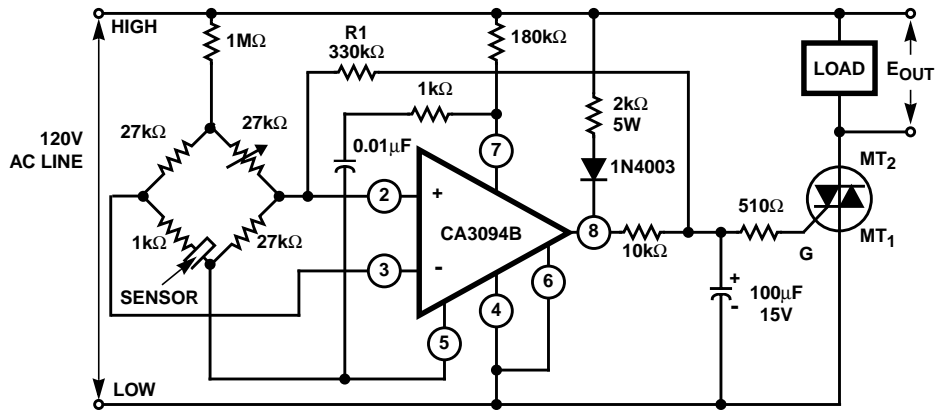 HIGH
1MΩ
R1
330kΩ
180kΩ
LOAD
E_OUT
1kΩ
2kΩ
5W
120V
AC LINE
27kΩ
27kΩ
0.01μF
7
1N4003
MT2
2
+
CA3094B
8
510Ω
MT1
1kΩ
27kΩ
10kΩ
G
SENSOR
3
-
6
+
-
100μF
15V
5
4
LOW